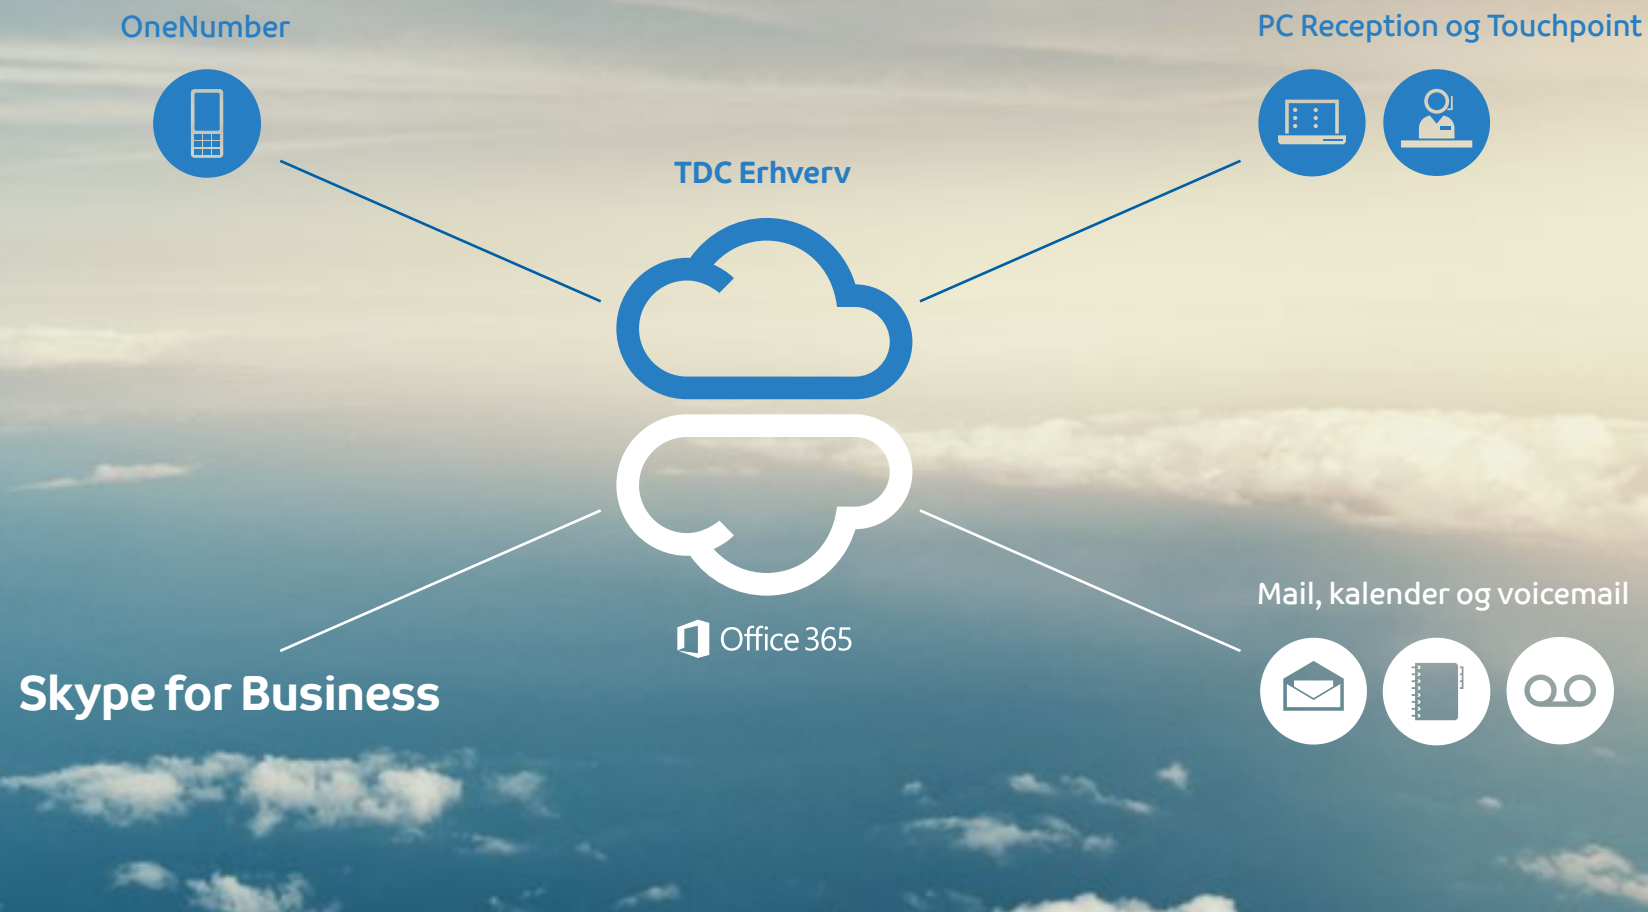 OneNumber
PC Reception og Touchpoint
TDC Erhverv
Mail, kalender og voicemail
Office 365
Skype for Business